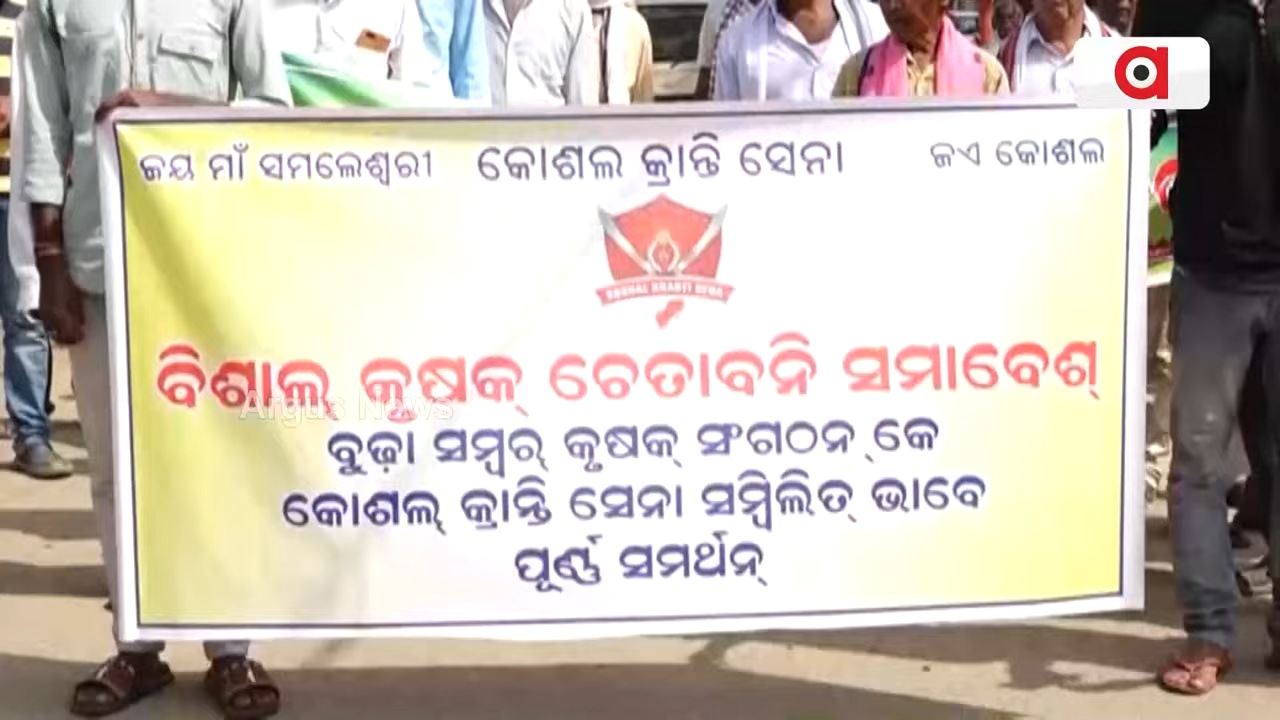 ଜୟ ମାଁ ସମଲେଶ୍ୱରୀ କୋଶଲ କ୍ରାନ୍ତି ସେନା ଜଏ କୋଶଲ
KOSHAL KRANTI SENA
ବିଶାଲ୍ କୃଷକ୍ ଚେତାବନି ସମାବେଶ୍
Argus News
ବୁଢ଼ା ସମ୍ବର୍ କୃଷକ୍ ସଂଗଠନ୍ କେ
କୋଶଲ୍ କ୍ରାନ୍ତି ସେନା ସମ୍ମିଲିତ୍ ଭାବେ
ପୂର୍ଣ୍ଣ ସମର୍ଥନ୍